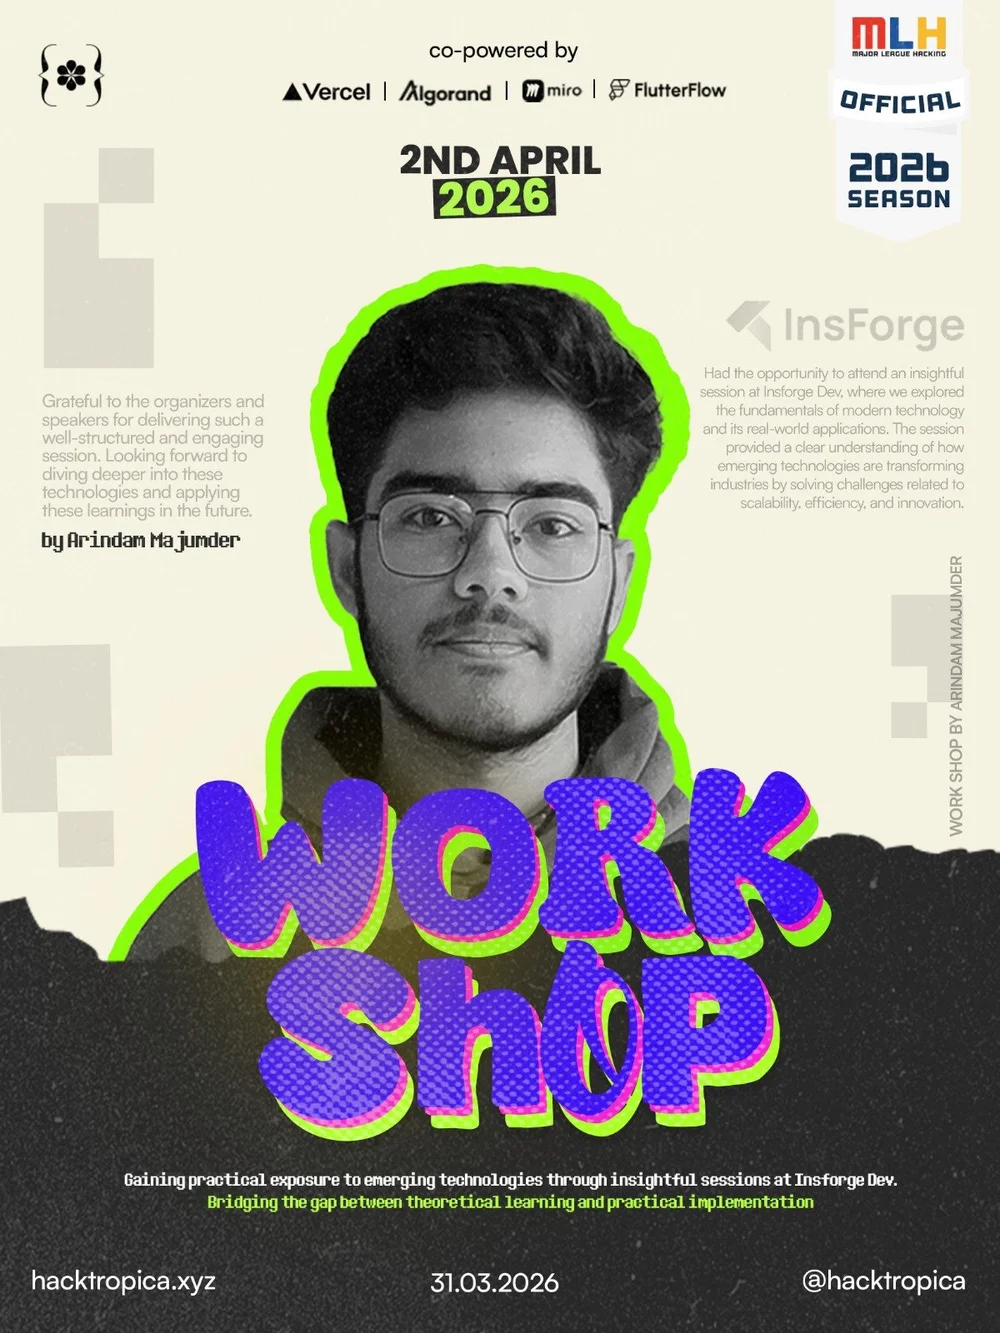 co-powered by
Vercel | Algorand | miro | FlutterFlow
MLH
MAJOR LEAGUE HACKING
OFFICIAL
2026
SEASON
2ND APRIL
2026
InsForge
Had the opportunity to attend an insightful
session at Insforge Dev, where we explored
the fundamentals of modern technology
and its real-world applications. The session
provided a clear understanding of how
emerging technologies are transforming
industries by solving challenges related to
scalability, efficiency, and innovation.
Grateful to the organizers and
speakers for delivering such a
well-structured and engaging
session. Looking forward to
diving deeper into these
technologies and applying
these learnings in the future.
by Arindam Majumder
WORK SHOP BY ARINDAM MAJUMDER
WORK
ShOP
Gaining practical exposure to emerging technologies through insightful sessions at Insforge Dev.
Bridging the gap between theoretical learning and practical implementation
hacktropica.xyz
31.03.2026
@hacktropica